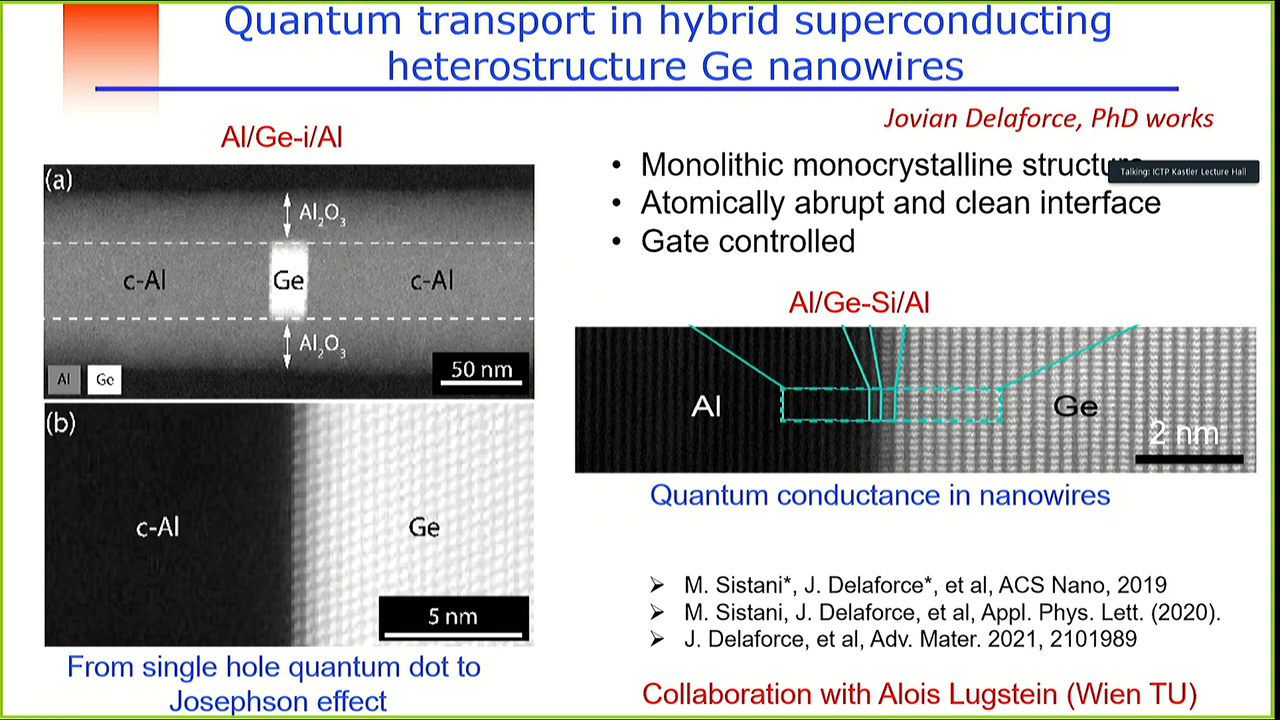 Quantum transport in hybrid superconducting
heterostructure Ge nanowires
Jovian Delaforce, PhD works
Al/Ge-i/Al
(a)
Al₂O₃
c-Al
Ge
c-Al
Al₂O₃
Al
Ge
50 nm
(b)
c-Al
Ge
5 nm
From single hole quantum dot to
Josephson effect
• Monolithic monocrystalline structure
Talking: ICTP Kastler Lecture Hall
• Atomically abrupt and clean interface
• Gate controlled
Al/Ge-Si/Al
Al
Ge
2 nm
Quantum conductance in nanowires
➢ M. Sistani*, J. Delaforce*, et al, ACS Nano, 2019
➢ M. Sistani, J. Delaforce, et al, Appl. Phys. Lett. (2020).
➢ J. Delaforce, et al, Adv. Mater. 2021, 2101989
Collaboration with Alois Lugstein (Wien TU)